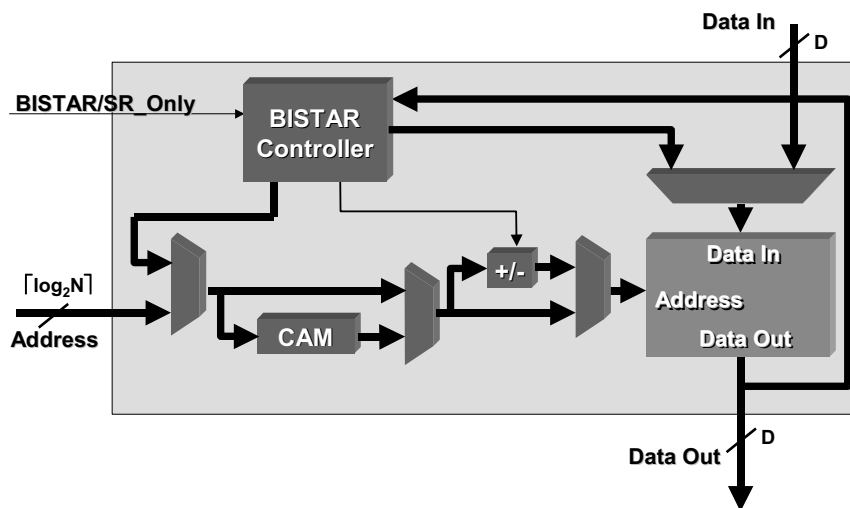 Data In
D
BISTAR/SR_Only
BISTAR
Controller
⌈log₂N⌉
Address
CAM
+/-
Data In
Address
Data Out
D
Data Out